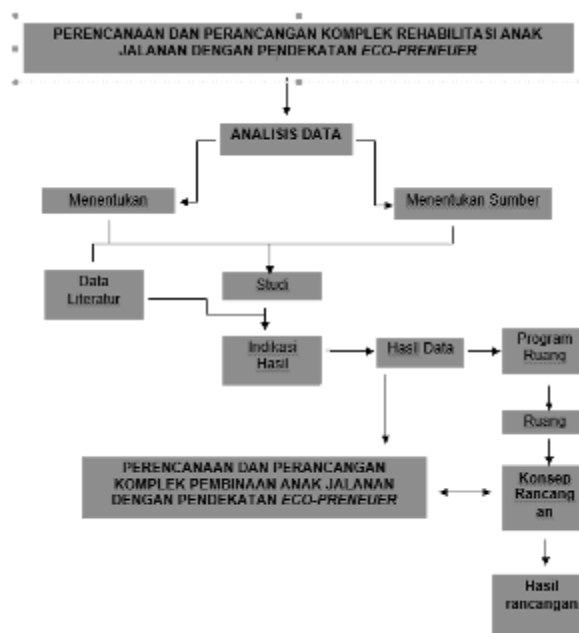 PERENCANAAN DAN PERANCANGAN KOMPLEK REHABILITASI ANAK
JALANAN DENGAN PENDEKATAN ECO-PRENEUER
ANALISIS DATA
Menentukan
Menentukan Sumber
Data
Literatur
Studi
Indikasi
Hasil
Hasil Data
Program
Ruang
Ruang
PERENCANAAN DAN PERANCANGAN
KOMPLEK PEMBINAAN ANAK JALANAN
DENGAN PENDEKATAN ECO-PRENEUER
Konsep
Rancang
an
Hasil
rancangan